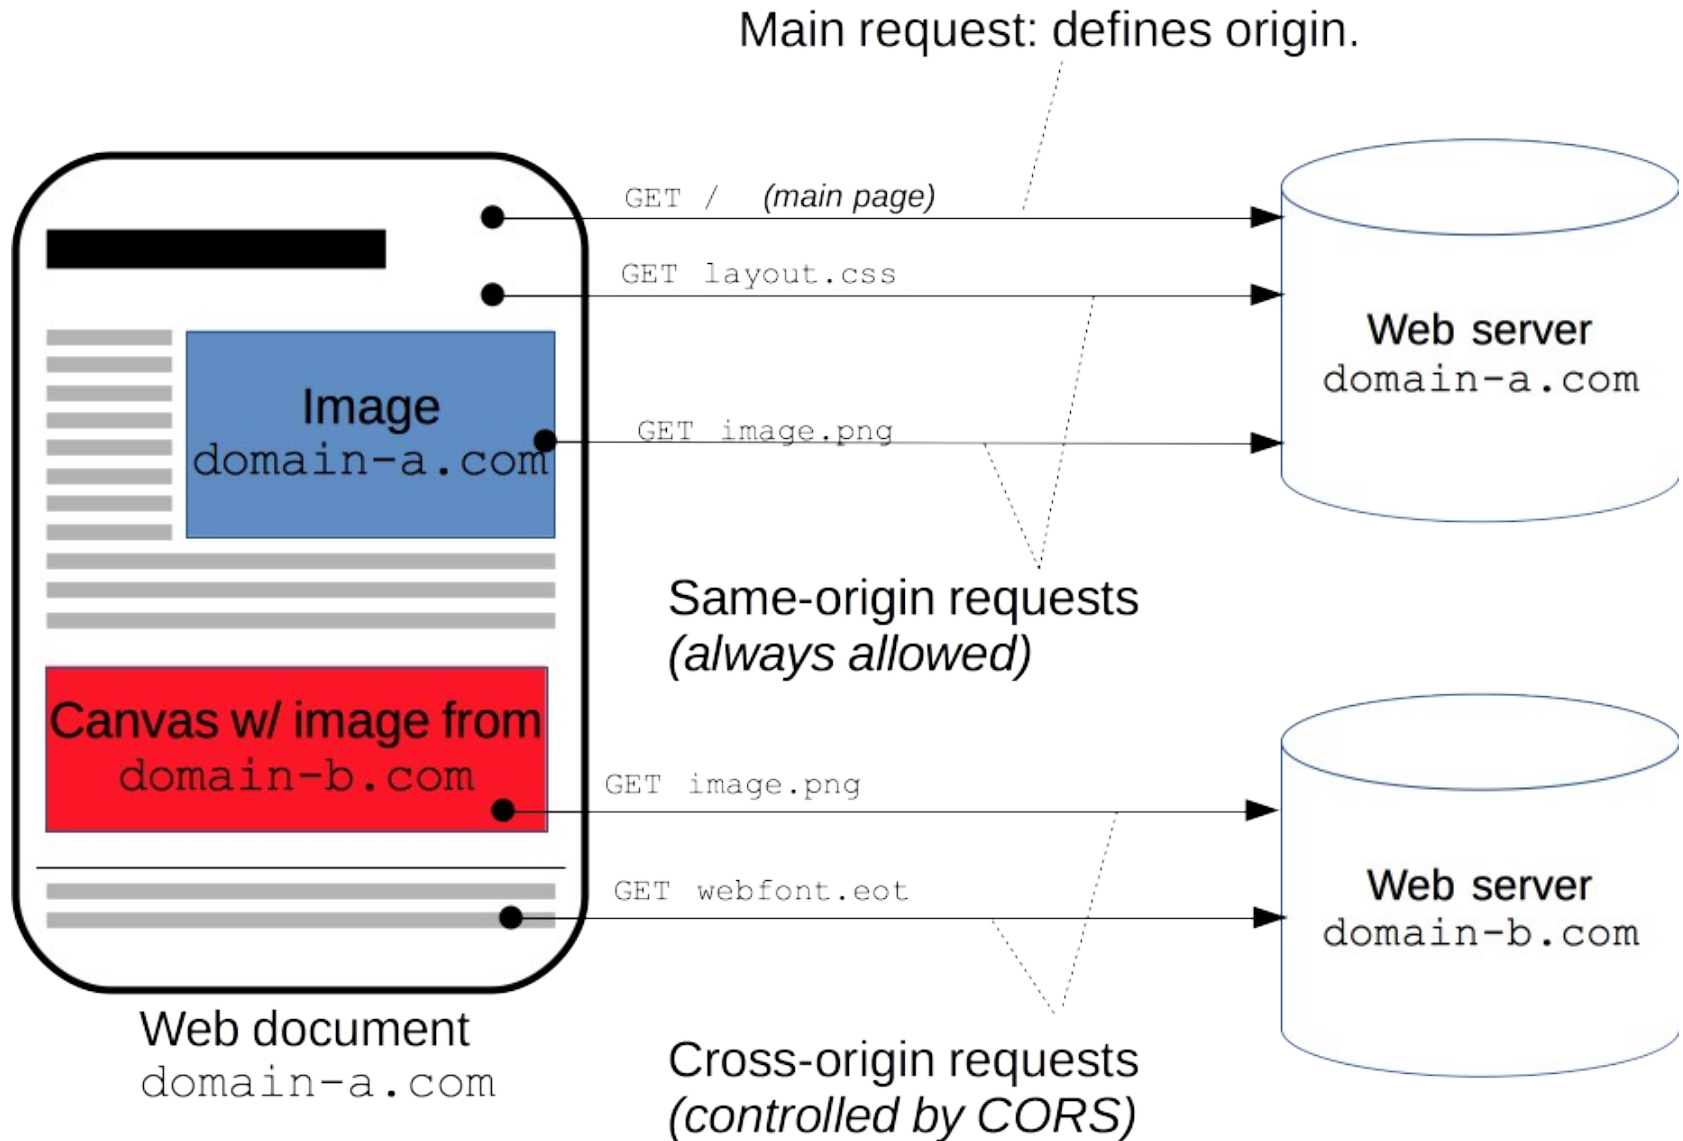 Main request: defines origin.
GET / (main page)
GET layout.css
Image
domain-a.com
GET image.png
Web server
domain-a.com
Same-origin requests
(always allowed)
Canvas w/ image from
domain-b.com
GET image.png
GET webfont.eot
Web server
domain-b.com
Web document
domain-a.com
Cross-origin requests
(controlled by CORS)